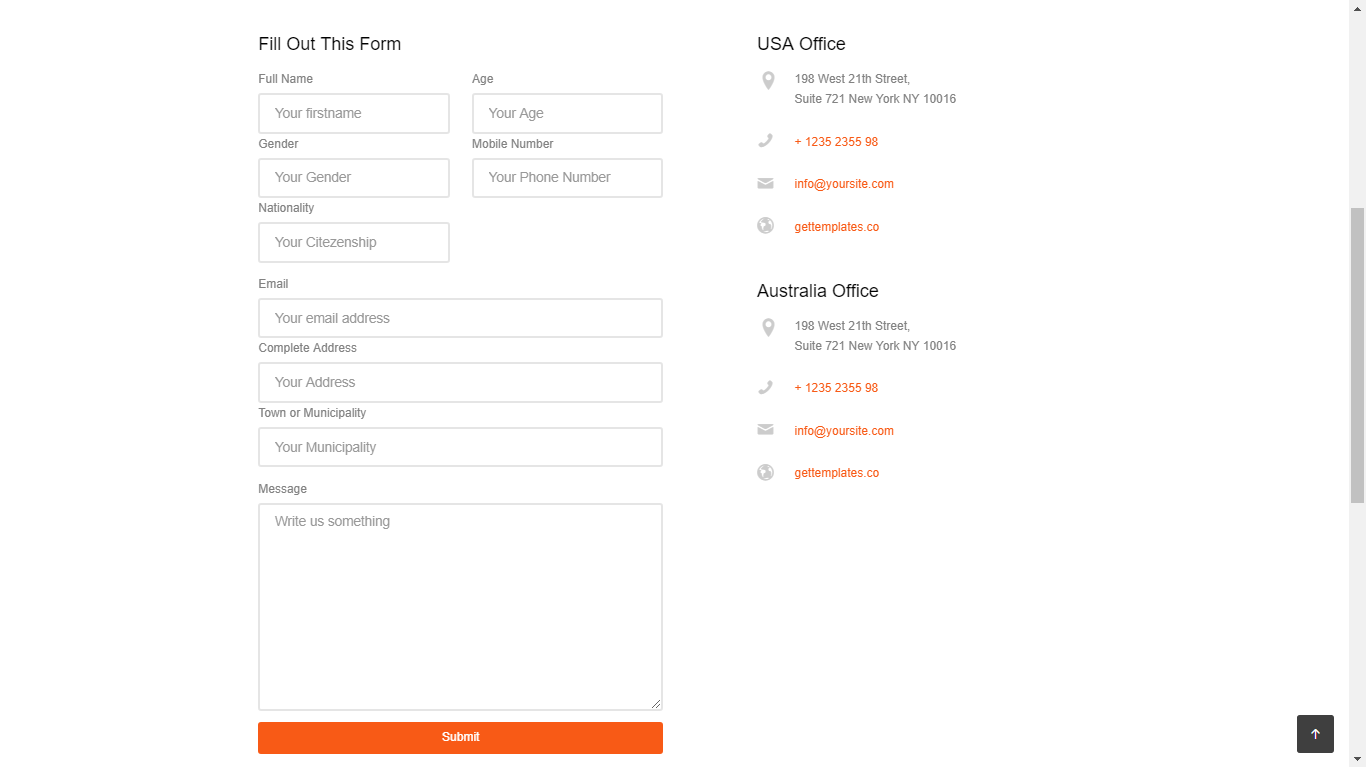 Fill Out This Form
Full Name
Age
Your firstname
Your Age
Gender
Mobile Number
Your Gender
Your Phone Number
Nationality
Your Citezenship
Email
Your email address
Complete Address
Your Address
Town or Municipality
Your Municipality
Message
Write us something
Submit
USA Office
198 West 21th Street,
Suite 721 New York NY 10016
+ 1235 2355 98
info@yoursite.com
gettemplates.co
Australia Office
198 West 21th Street,
Suite 721 New York NY 10016
+ 1235 2355 98
info@yoursite.com
gettemplates.co